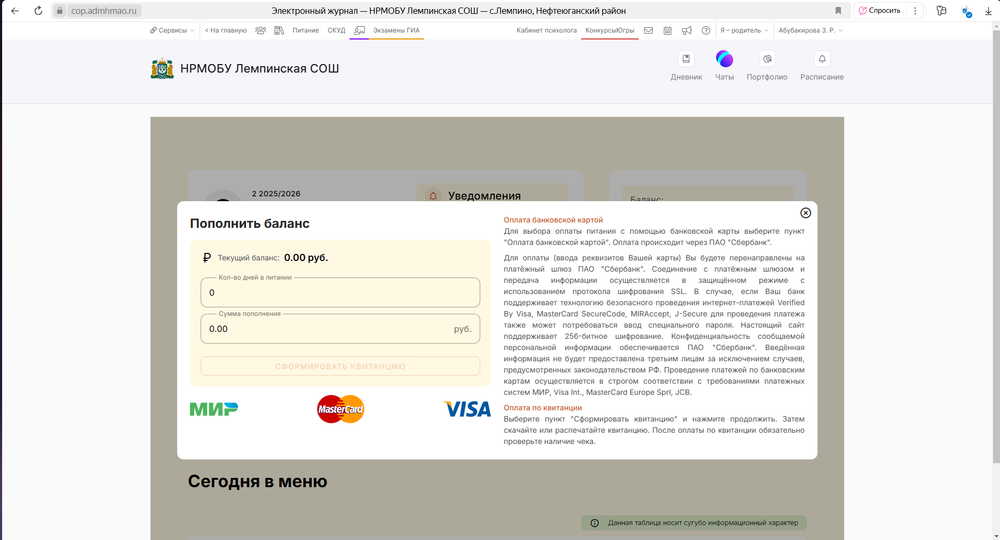 cop.admhmao.ru
Электронный журнал — НРМОБУ Лемпинская СОШ — с.Лемпино, Нефтеюганский район
Спросить
Сервисы
< На главную
Питание
СКУД
Экзамены ГИА
Кабинет психолога
КонкурсыЮгры
Я – родитель
Абубакирова З. Р.
НРМОБУ Лемпинская СОШ
Дневник
Чаты
Портфолио
Расписание
2 2025/2026
Уведомления
Баланс:
Пополнить баланс
Текущий баланс: 0.00 руб.
Кол-во дней в питании
0
Сумма пополнения
0.00 руб.
СФОРМИРОВАТЬ КВИТАНЦИЮ
МИР
MasterCard
VISA
Оплата банковской картой
Для выбора оплаты питания с помощью банковской карты выберите пункт
"Оплата банковской картой". Оплата происходит через ПАО "Сбербанк".
Для оплаты (ввода реквизитов Вашей карты) Вы будете перенаправлены на
платёжный шлюз ПАО "Сбербанк". Соединение с платёжным шлюзом и
передача информации осуществляется в защищённом режиме с
использованием протокола шифрования SSL. В случае, если Ваш банк
поддерживает технологию безопасного проведения интернет-платежей Verified
By Visa, MasterCard SecureCode, MIRAccept, J-Secure для проведения платежа
также может потребоваться ввод специального пароля. Настоящий сайт
поддерживает 256-битное шифрование. Конфиденциальность сообщаемой
персональной информации обеспечивается ПАО "Сбербанк". Введённая
информация не будет предоставлена третьим лицам за исключением случаев,
предусмотренных законодательством РФ. Проведение платежей по банковским
картам осуществляется в строгом соответствии с требованиями платежных
систем МИР, Visa Int., MasterCard Europe Sprl, JCB.
Оплата по квитанции
Выберите пункт "Сформировать квитанцию" и нажмите продолжить. Затем
скачайте или распечатайте квитанцию. После оплаты по квитанции обязательно
проверьте наличие чека.
Сегодня в меню
Данная таблица носит сугубо информационный характер